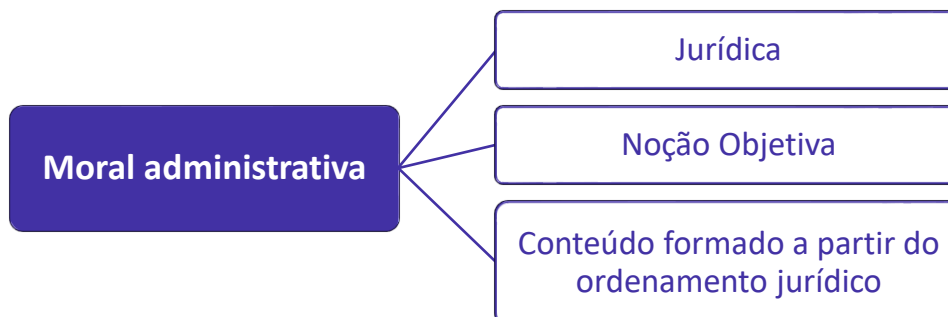 Moral administrativa
Jurídica
Noção Objetiva
Conteúdo formado a partir do
ordenamento jurídico